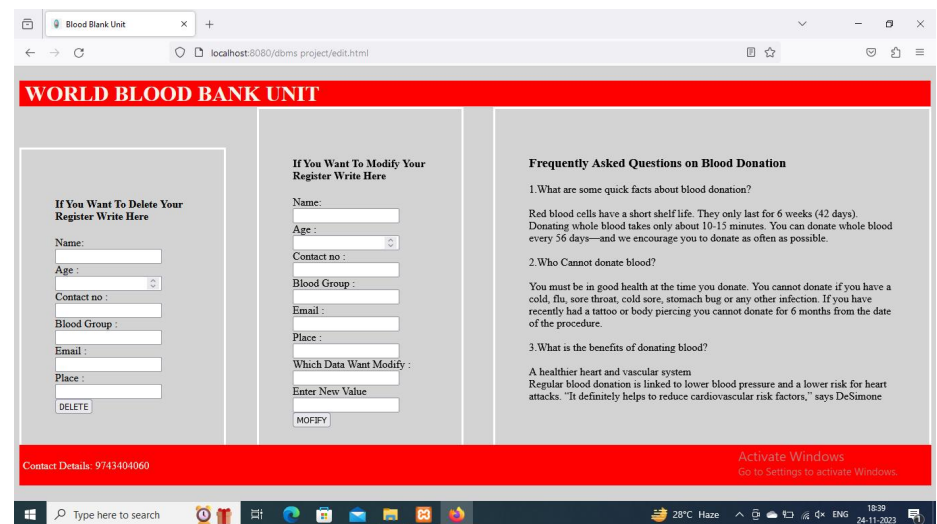 Blood Blank Unit
localhost:8080/dbms project/edit.html
WORLD BLOOD BANK UNIT
If You Want To Delete Your
Register Write Here
Name:
Age :
Contact no :
Blood Group :
Email :
Place :
DELETE
If You Want To Modify Your
Register Write Here
Name:
Age :
Contact no :
Blood Group :
Email :
Place :
Which Data Want Modify :
Enter New Value
MOFIFY
Frequently Asked Questions on Blood Donation
1.What are some quick facts about blood donation?
Red blood cells have a short shelf life. They only last for 6 weeks (42 days).
Donating whole blood takes only about 10-15 minutes. You can donate whole blood
every 56 days—and we encourage you to donate as often as possible.
2.Who Cannot donate blood?
You must be in good health at the time you donate. You cannot donate if you have a
cold, flu, sore throat, cold sore, stomach bug or any other infection. If you have
recently had a tattoo or body piercing you cannot donate for 6 months from the date
of the procedure.
3.What is the benefits of donating blood?
A healthier heart and vascular system
Regular blood donation is linked to lower blood pressure and a lower risk for heart
attacks. “It definitely helps to reduce cardiovascular risk factors,” says DeSimone
Contact Details: 9743404060
Activate Windows
Go to Settings to activate Windows.
Type here to search
28°C Haze
ENG
18:39
24-11-2023